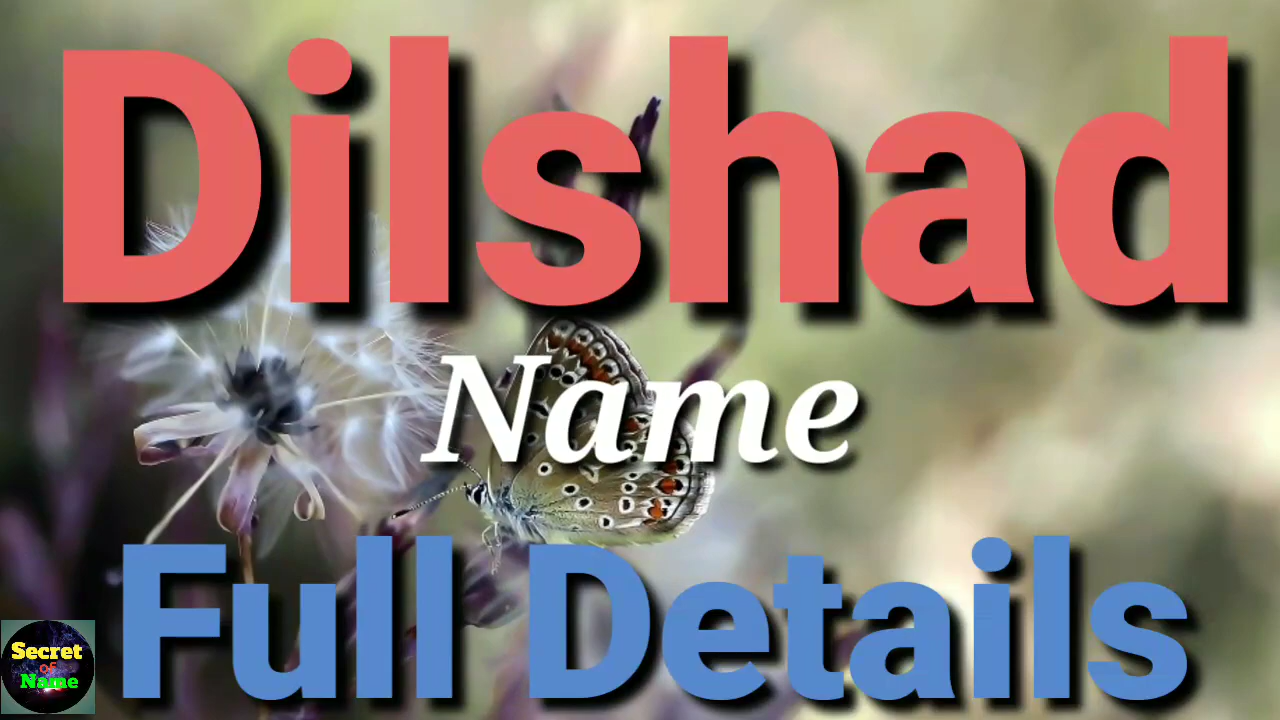 Dilshad
Name
Full Details
Secret
OF
Name